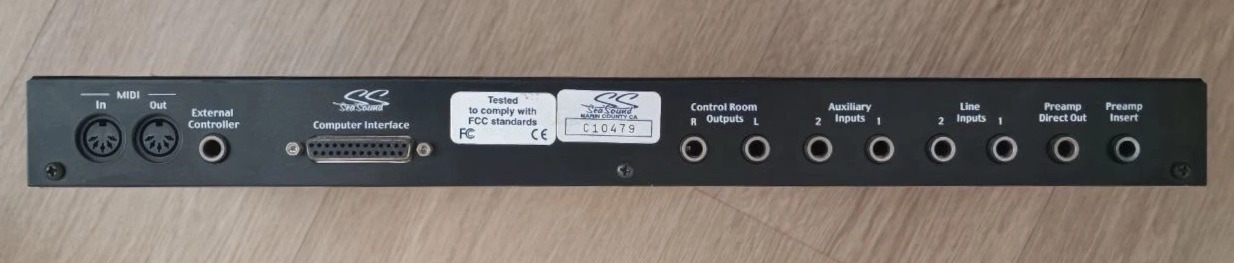 MIDI
In Out
External
Controller
SeaSound
Computer Interface
Tested
to comply with
FCC standards
FC CE
SeaSound
MARIN COUNTY CA
C10479
Control Room
R Outputs L
Auxiliary
2 Inputs 1
Line
2 Inputs 1
Preamp
Direct Out
Preamp
Insert